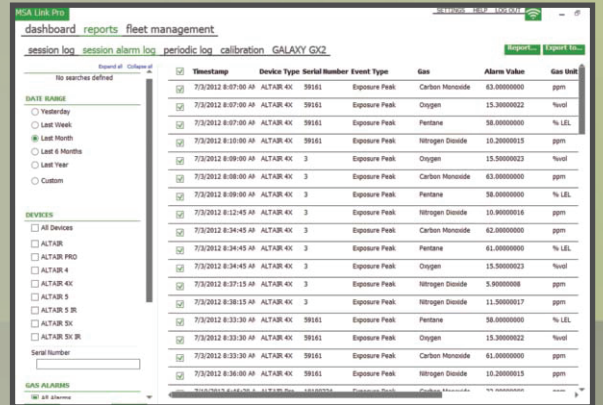 MSA Link Pro
SETTINGS HELP LOG OUT
dashboard reports fleet management
session log session alarm log periodic log calibration GALAXY GX2
Report... Export to...
Expand all Collapse all
No searches defined
DATE RANGE
Yesterday
Last Week
Last Month
Last 6 Months
Last Year
Custom
DEVICES
All Devices
ALTAIR
ALTAIR PRO
ALTAIR 4
ALTAIR 4X
ALTAIR 5
ALTAIR 5 IR
ALTAIR 5X
ALTAIR 5X IR
Serial Number
GAS ALARMS
All Alarms
Timestamp Device Type Serial Number Event Type Gas Alarm Value Gas Unit
7/3/2012 8:07:00 AM ALTAIR 4X 59161 Exposure Peak Carbon Monoxide 63.00000000 ppm
7/3/2012 8:07:00 AM ALTAIR 4X 59161 Exposure Peak Oxygen 15.30000022 %vol
7/3/2012 8:07:00 AM ALTAIR 4X 59161 Exposure Peak Pentane 58.00000000 % LEL
7/3/2012 8:10:00 AM ALTAIR 4X 59161 Exposure Peak Nitrogen Dioxide 10.20000015 ppm
7/3/2012 8:09:00 AM ALTAIR 4X 3 Exposure Peak Oxygen 15.50000023 %vol
7/3/2012 8:08:00 AM ALTAIR 4X 3 Exposure Peak Carbon Monoxide 63.00000000 ppm
7/3/2012 8:09:00 AM ALTAIR 4X 3 Exposure Peak Pentane 58.00000000 % LEL
7/3/2012 8:12:45 AM ALTAIR 4X 3 Exposure Peak Nitrogen Dioxide 10.90000016 ppm
7/3/2012 8:34:45 AM ALTAIR 4X 3 Exposure Peak Carbon Monoxide 62.00000000 ppm
7/3/2012 8:34:45 AM ALTAIR 4X 3 Exposure Peak Pentane 61.00000000 % LEL
7/3/2012 8:34:45 AM ALTAIR 4X 3 Exposure Peak Oxygen 15.50000023 %vol
7/3/2012 8:37:15 AM ALTAIR 4X 3 Exposure Peak Nitrogen Dioxide 5.90000008 ppm
7/3/2012 8:38:15 AM ALTAIR 4X 3 Exposure Peak Nitrogen Dioxide 11.50000017 ppm
7/3/2012 8:33:30 AM ALTAIR 4X 59161 Exposure Peak Pentane 58.00000000 % LEL
7/3/2012 8:33:30 AM ALTAIR 4X 59161 Exposure Peak Oxygen 15.30000022 %vol
7/3/2012 8:33:30 AM ALTAIR 4X 59161 Exposure Peak Carbon Monoxide 61.00000000 ppm
7/3/2012 8:36:00 AM ALTAIR 4X 59161 Exposure Peak Nitrogen Dioxide 10.20000015 ppm